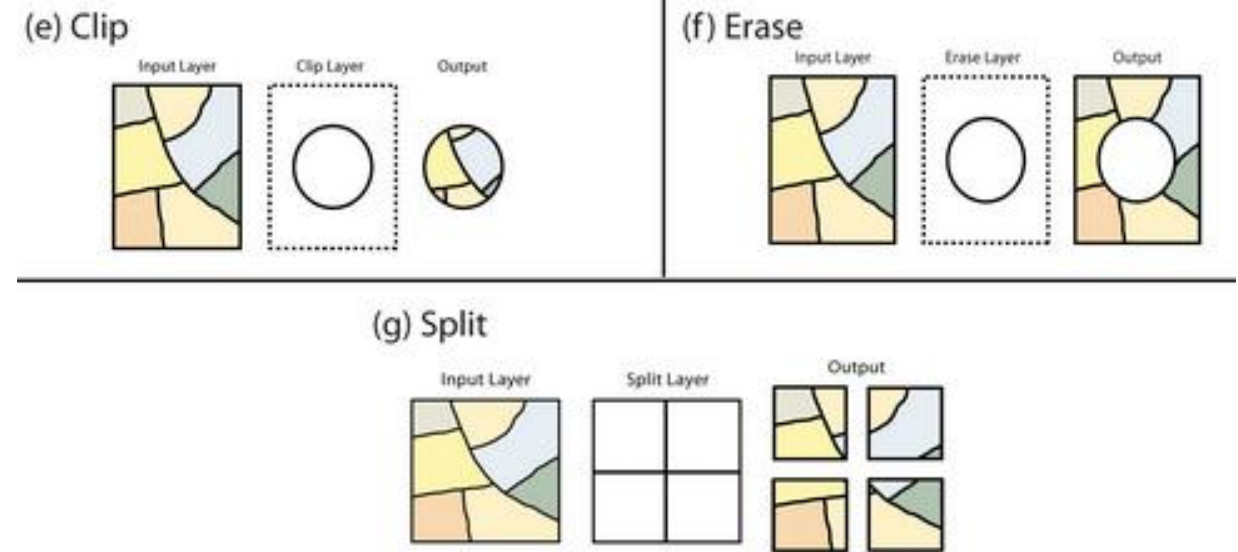 (e) Clip
Input Layer
Clip Layer
Output
(f) Erase
Input Layer
Erase Layer
Output
(g) Split
Input Layer
Split Layer
Output